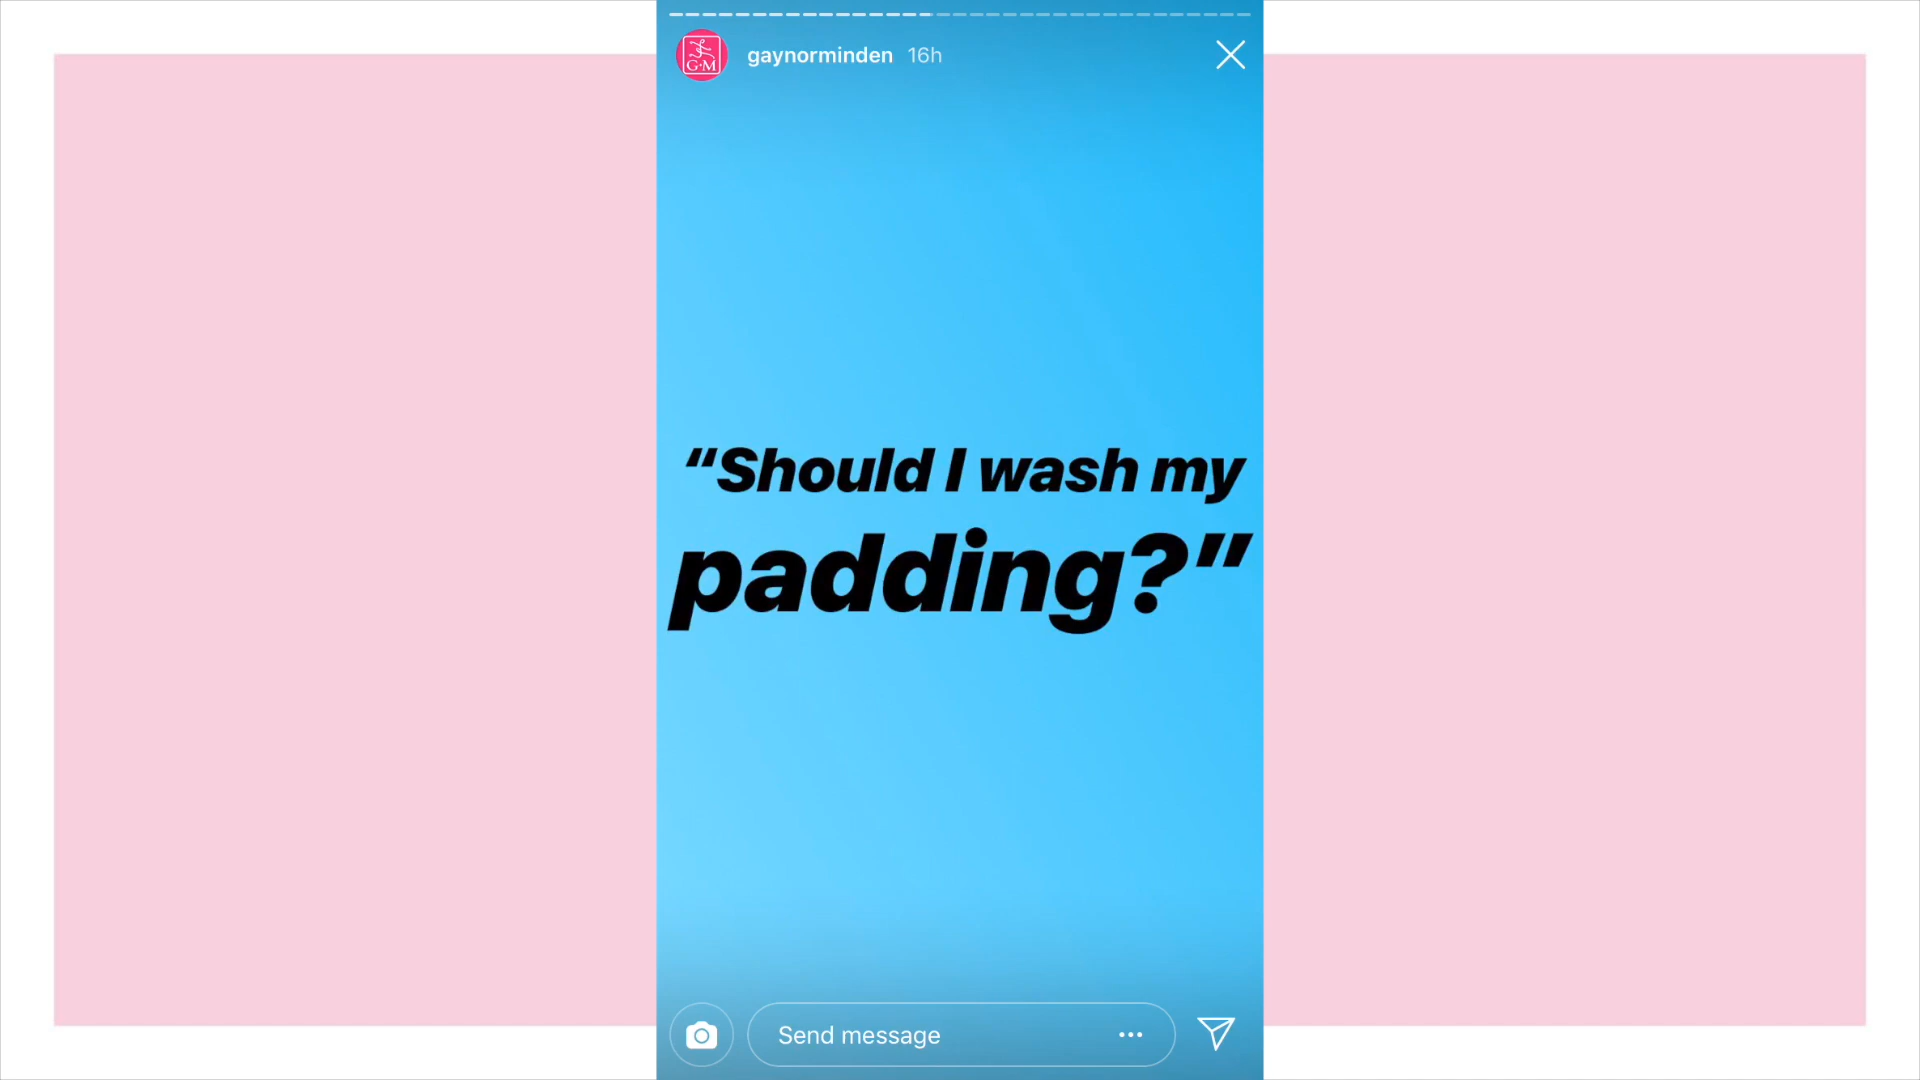 gaynorminden 16h
G·M
“Should I wash my
padding?”
Send message